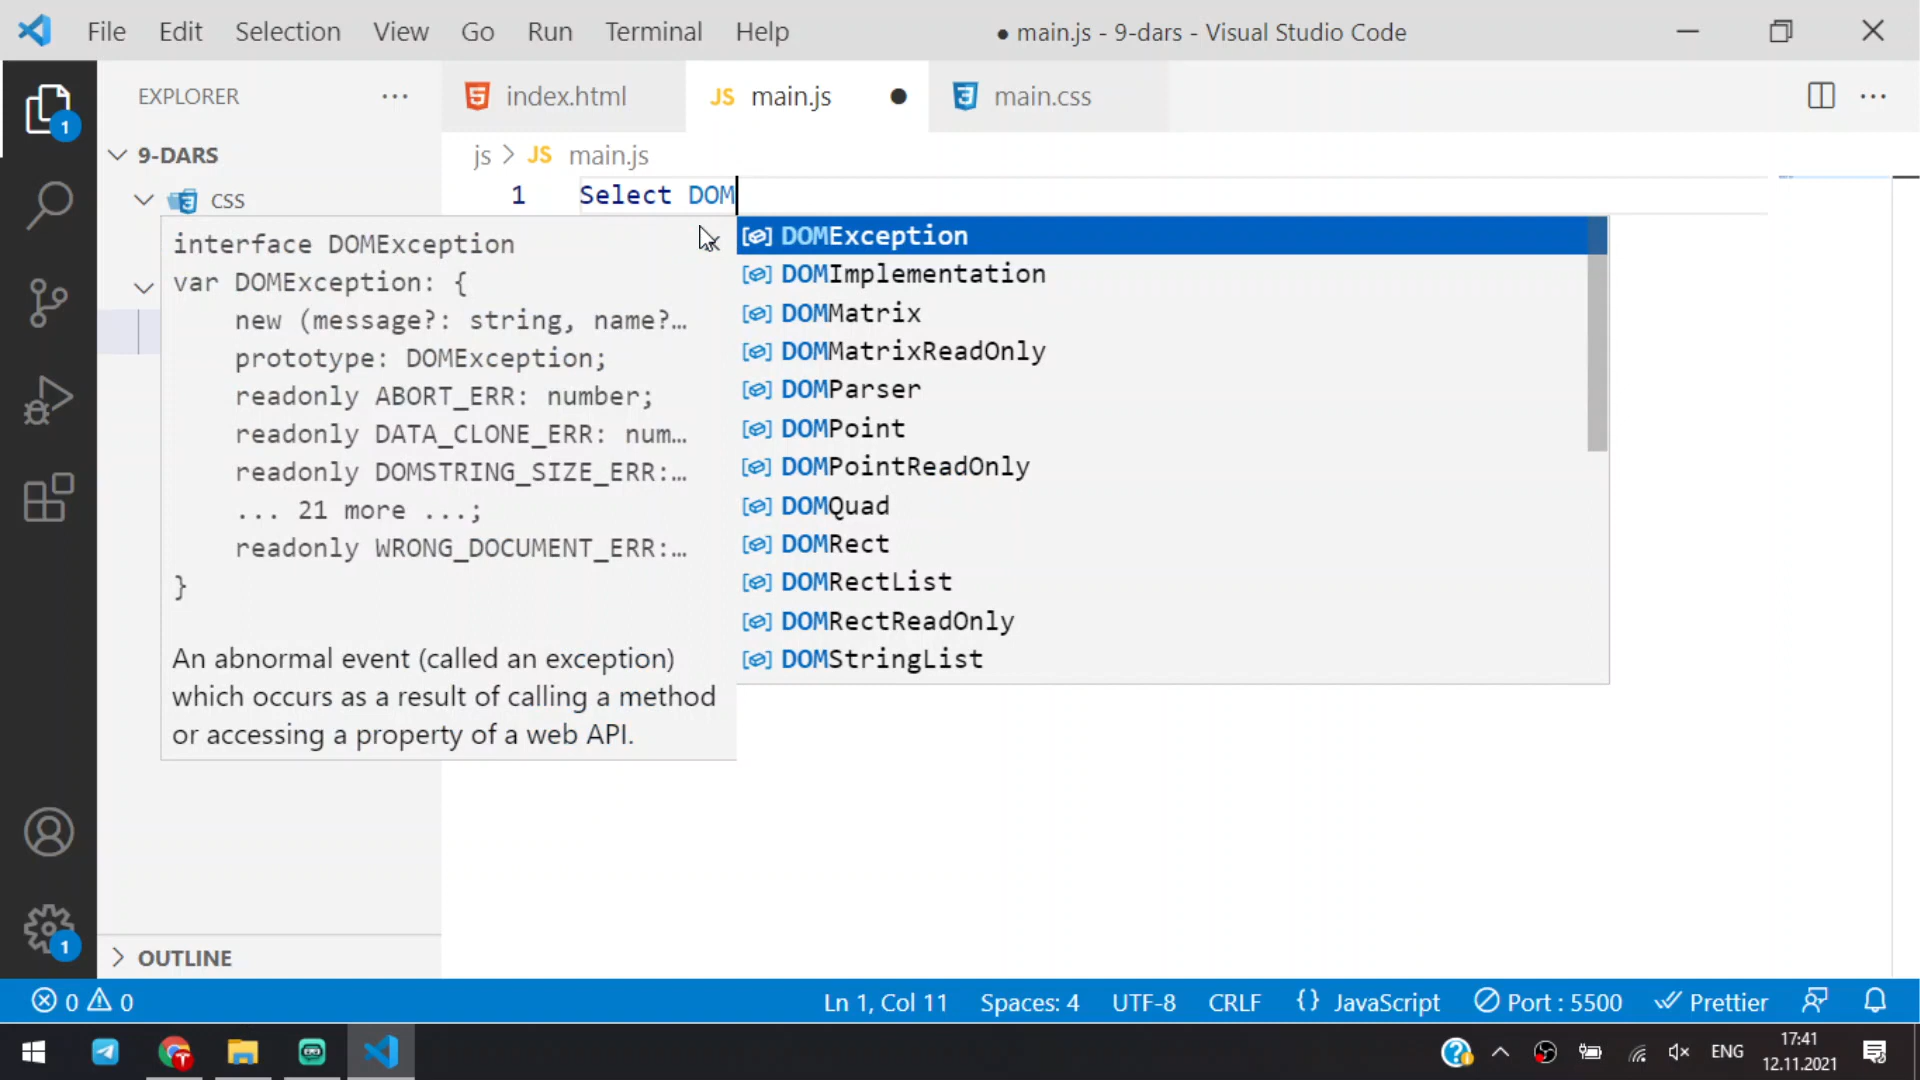 File Edit Selection View Go Run Terminal Help ● main.js - 9-dars - Visual Studio Code
EXPLORER ...
index.html
JS main.js ●
main.css
...
9-DARS
js > JS main.js
CSS
1 Select DOM
interface DOMException
var DOMException: {
new (message?: string, name?…
prototype: DOMException;
readonly ABORT_ERR: number;
readonly DATA_CLONE_ERR: num…
readonly DOMSTRING_SIZE_ERR:…
... 21 more ...;
readonly WRONG_DOCUMENT_ERR:…
}
An abnormal event (called an exception)
which occurs as a result of calling a method
or accessing a property of a web API.
DOMException
DOMImplementation
DOMMatrix
DOMMatrixReadOnly
DOMParser
DOMPoint
DOMPointReadOnly
DOMQuad
DOMRect
DOMRectList
DOMRectReadOnly
DOMStringList
1
1
OUTLINE
0 0 Ln 1, Col 11 Spaces: 4 UTF-8 CRLF {} JavaScript Port : 5500 Prettier
ENG 17:41
12.11.2021